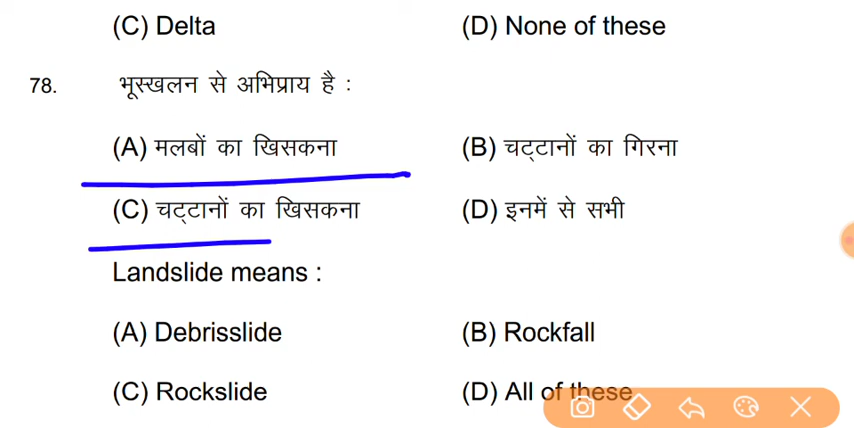 (C) Delta (D) None of these
78. भूस्खलन से अभिप्राय है :
(A) मलबों का खिसकना (B) चट्टानों का गिरना
(C) चट्टानों का खिसकना (D) इनमें से सभी
Landslide means :
(A) Debrisslide (B) Rockfall
(C) Rockslide (D) All of these